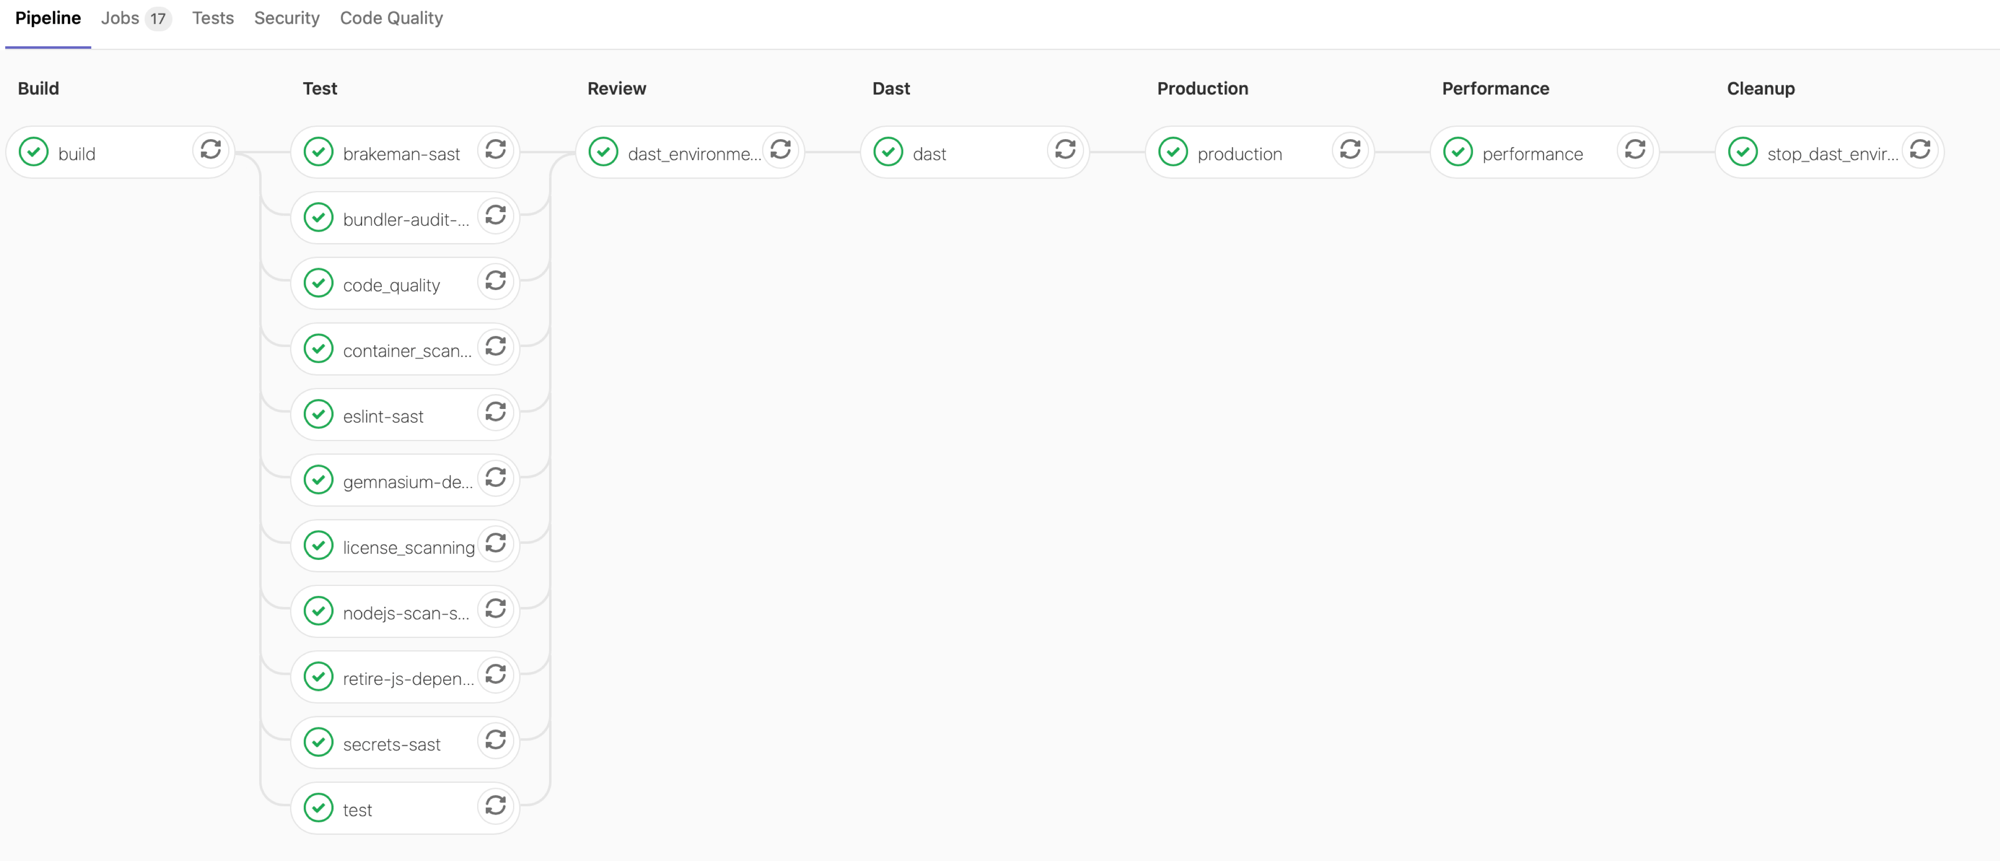 Pipeline Jobs 17 Tests Security Code Quality
Build Test Review Dast Production Performance Cleanup
build brakeman-sast dast_environme... dast production performance stop_dast_envir...
bundler-audit-...
code_quality
container_scan...
eslint-sast
gemnasium-de...
license_scanning
nodejs-scan-s...
retire-js-depen...
secrets-sast
test